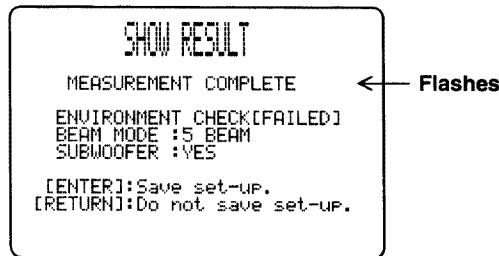 SHOW RESULT
MEASUREMENT COMPLETE ← Flashes
ENVIRONMENT CHECK[FAILED]
BEAM MODE :5 BEAM
SUBWOOFER :YES
[ENTER]:Save set-up.
[RETURN]:Do not save set-up.